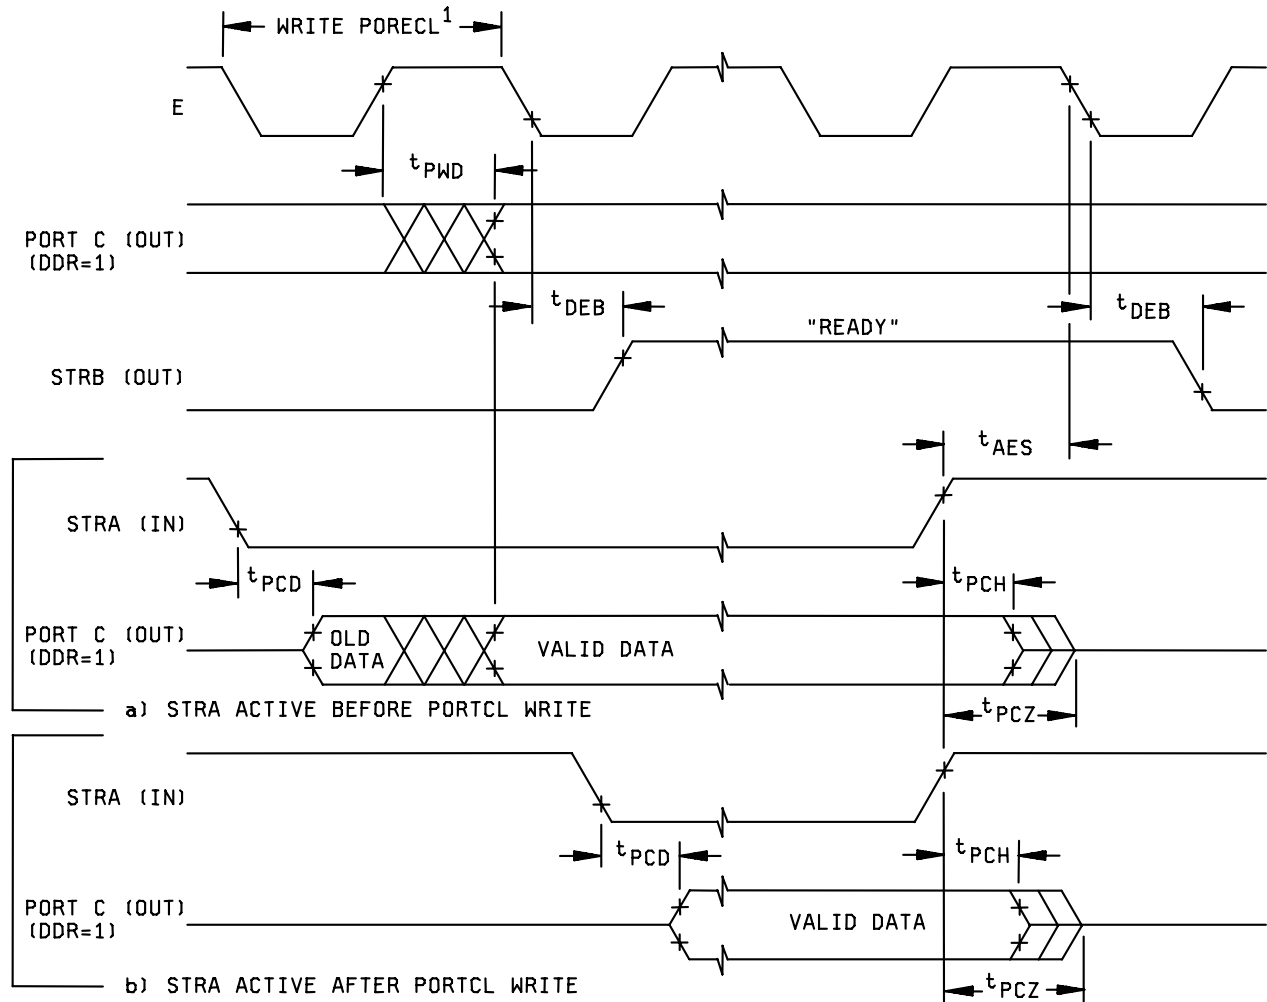 WRITE PORECL1
E
tPWD
PORT C (OUT)
(DDR=1)
tDEB
tDEB
"READY"
STRB (OUT)
tAES
STRA (IN)
tPCD
tPCH
PORT C (OUT)
(DDR=1)
OLD
DATA
VALID DATA
tPCZ
a) STRA ACTIVE BEFORE PORTCL WRITE
STRA (IN)
tPCD
tPCH
PORT C (OUT)
(DDR=1)
VALID DATA
tPCZ
b) STRA ACTIVE AFTER PORTCL WRITE